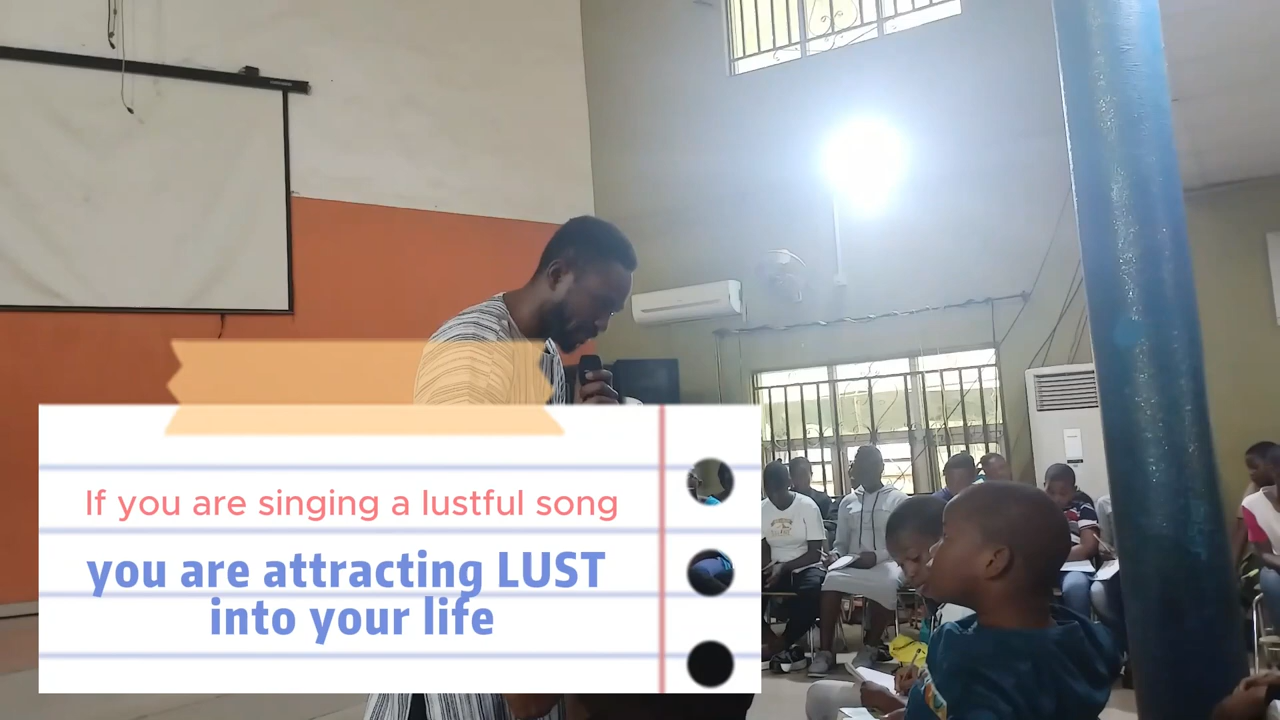 If you are singing a lustful song
you are attracting LUST
into your life